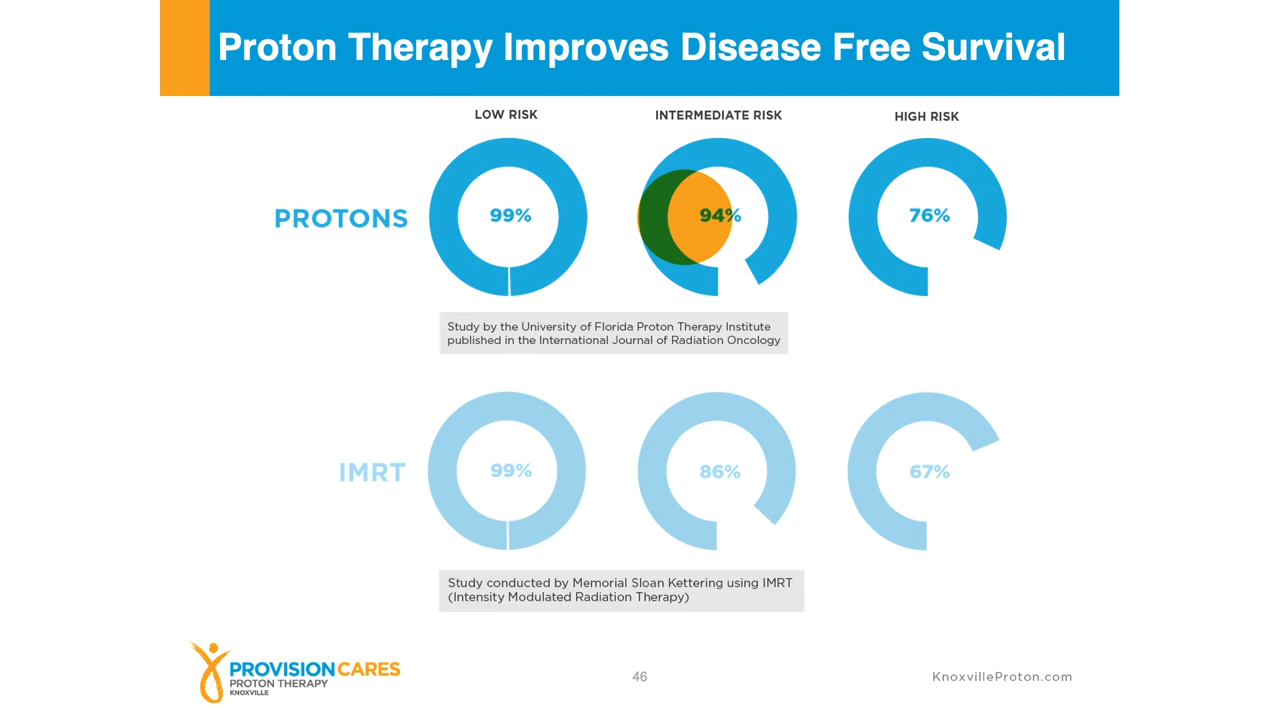 Proton Therapy Improves Disease Free Survival
LOW RISK
INTERMEDIATE RISK
HIGH RISK
PROTONS
99%
94%
76%
Study by the University of Florida Proton Therapy Institute
published in the International Journal of Radiation Oncology
IMRT
99%
86%
67%
Study conducted by Memorial Sloan Kettering using IMRT
(Intensity Modulated Radiation Therapy)
PROVISION CARES
PROTON THERAPY
KNOXVILLE
46
KnoxvilleProton.com